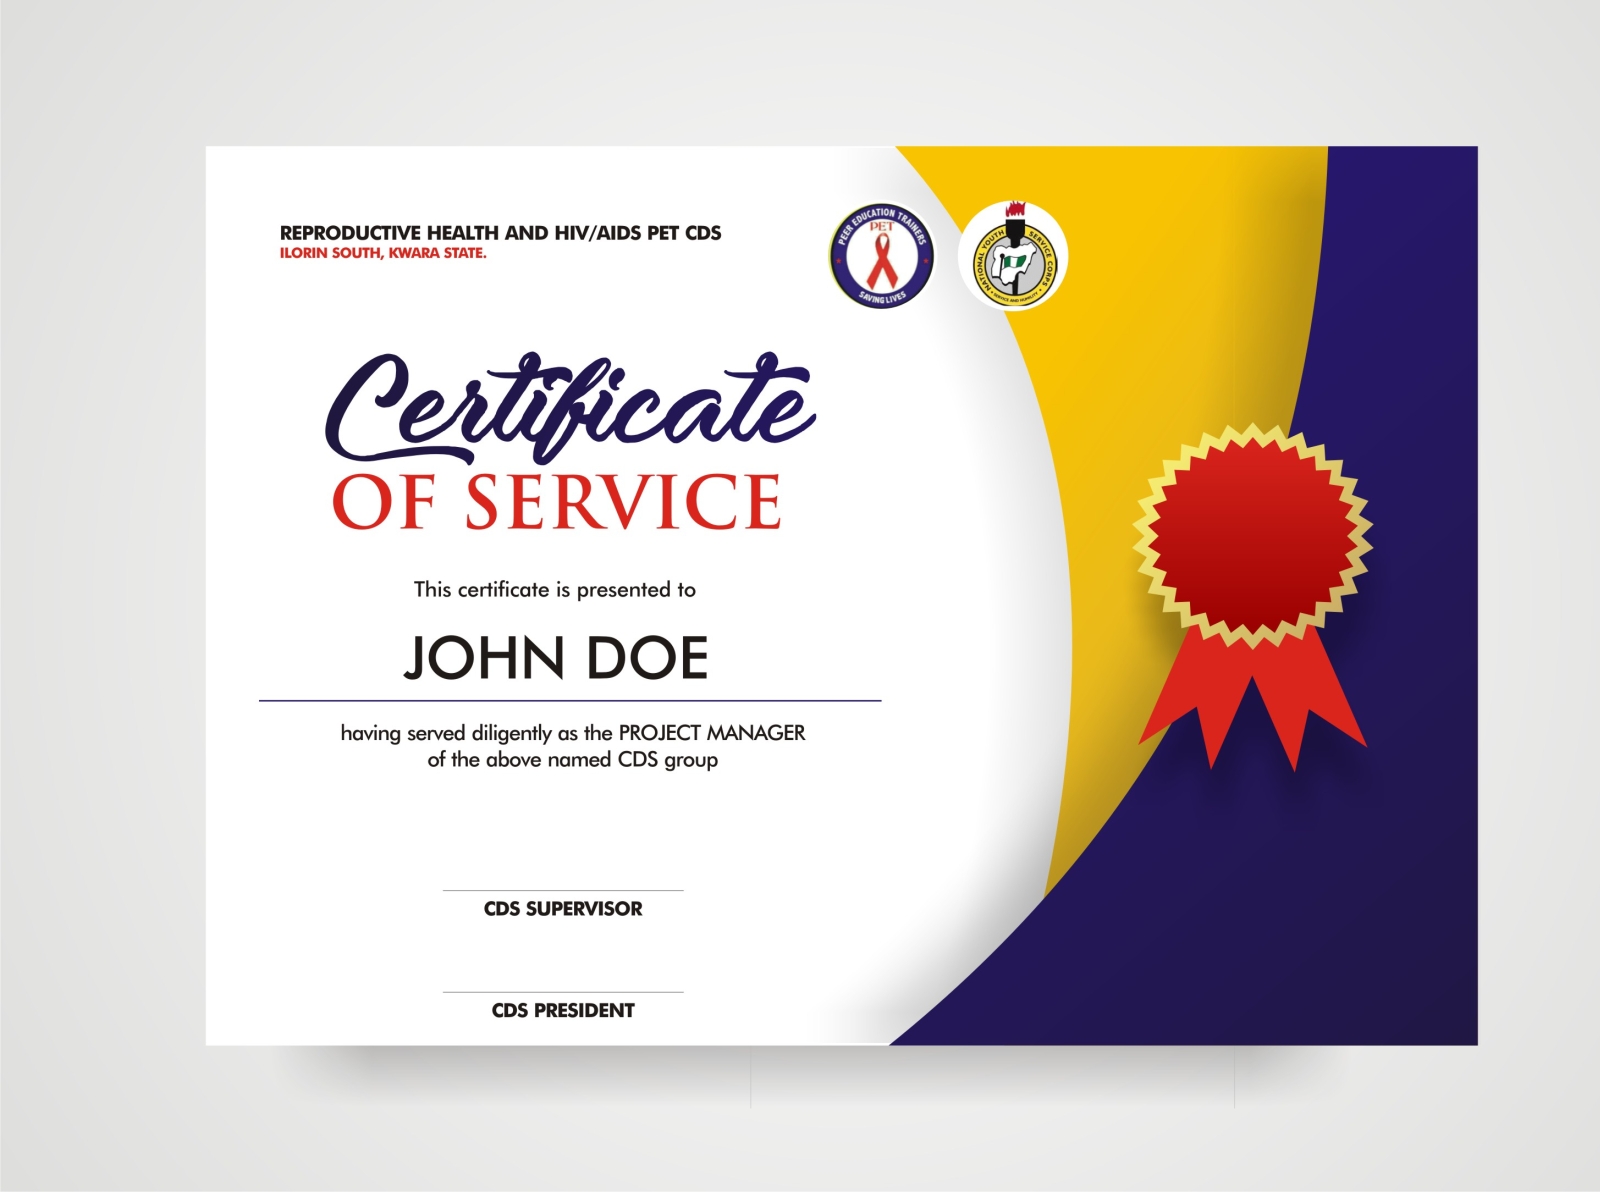 REPRODUCTIVE HEALTH AND HIV/AIDS PET CDS
ILORIN SOUTH, KWARA STATE.
PEER EDUCATION TRAINERS
PET
SAVING LIVES
NATIONAL YOUTH SERVICE CORPS
SERVICE AND HUMILITY
Certificate
OF SERVICE
This certificate is presented to
JOHN DOE
having served diligently as the PROJECT MANAGER
of the above named CDS group
CDS SUPERVISOR
CDS PRESIDENT